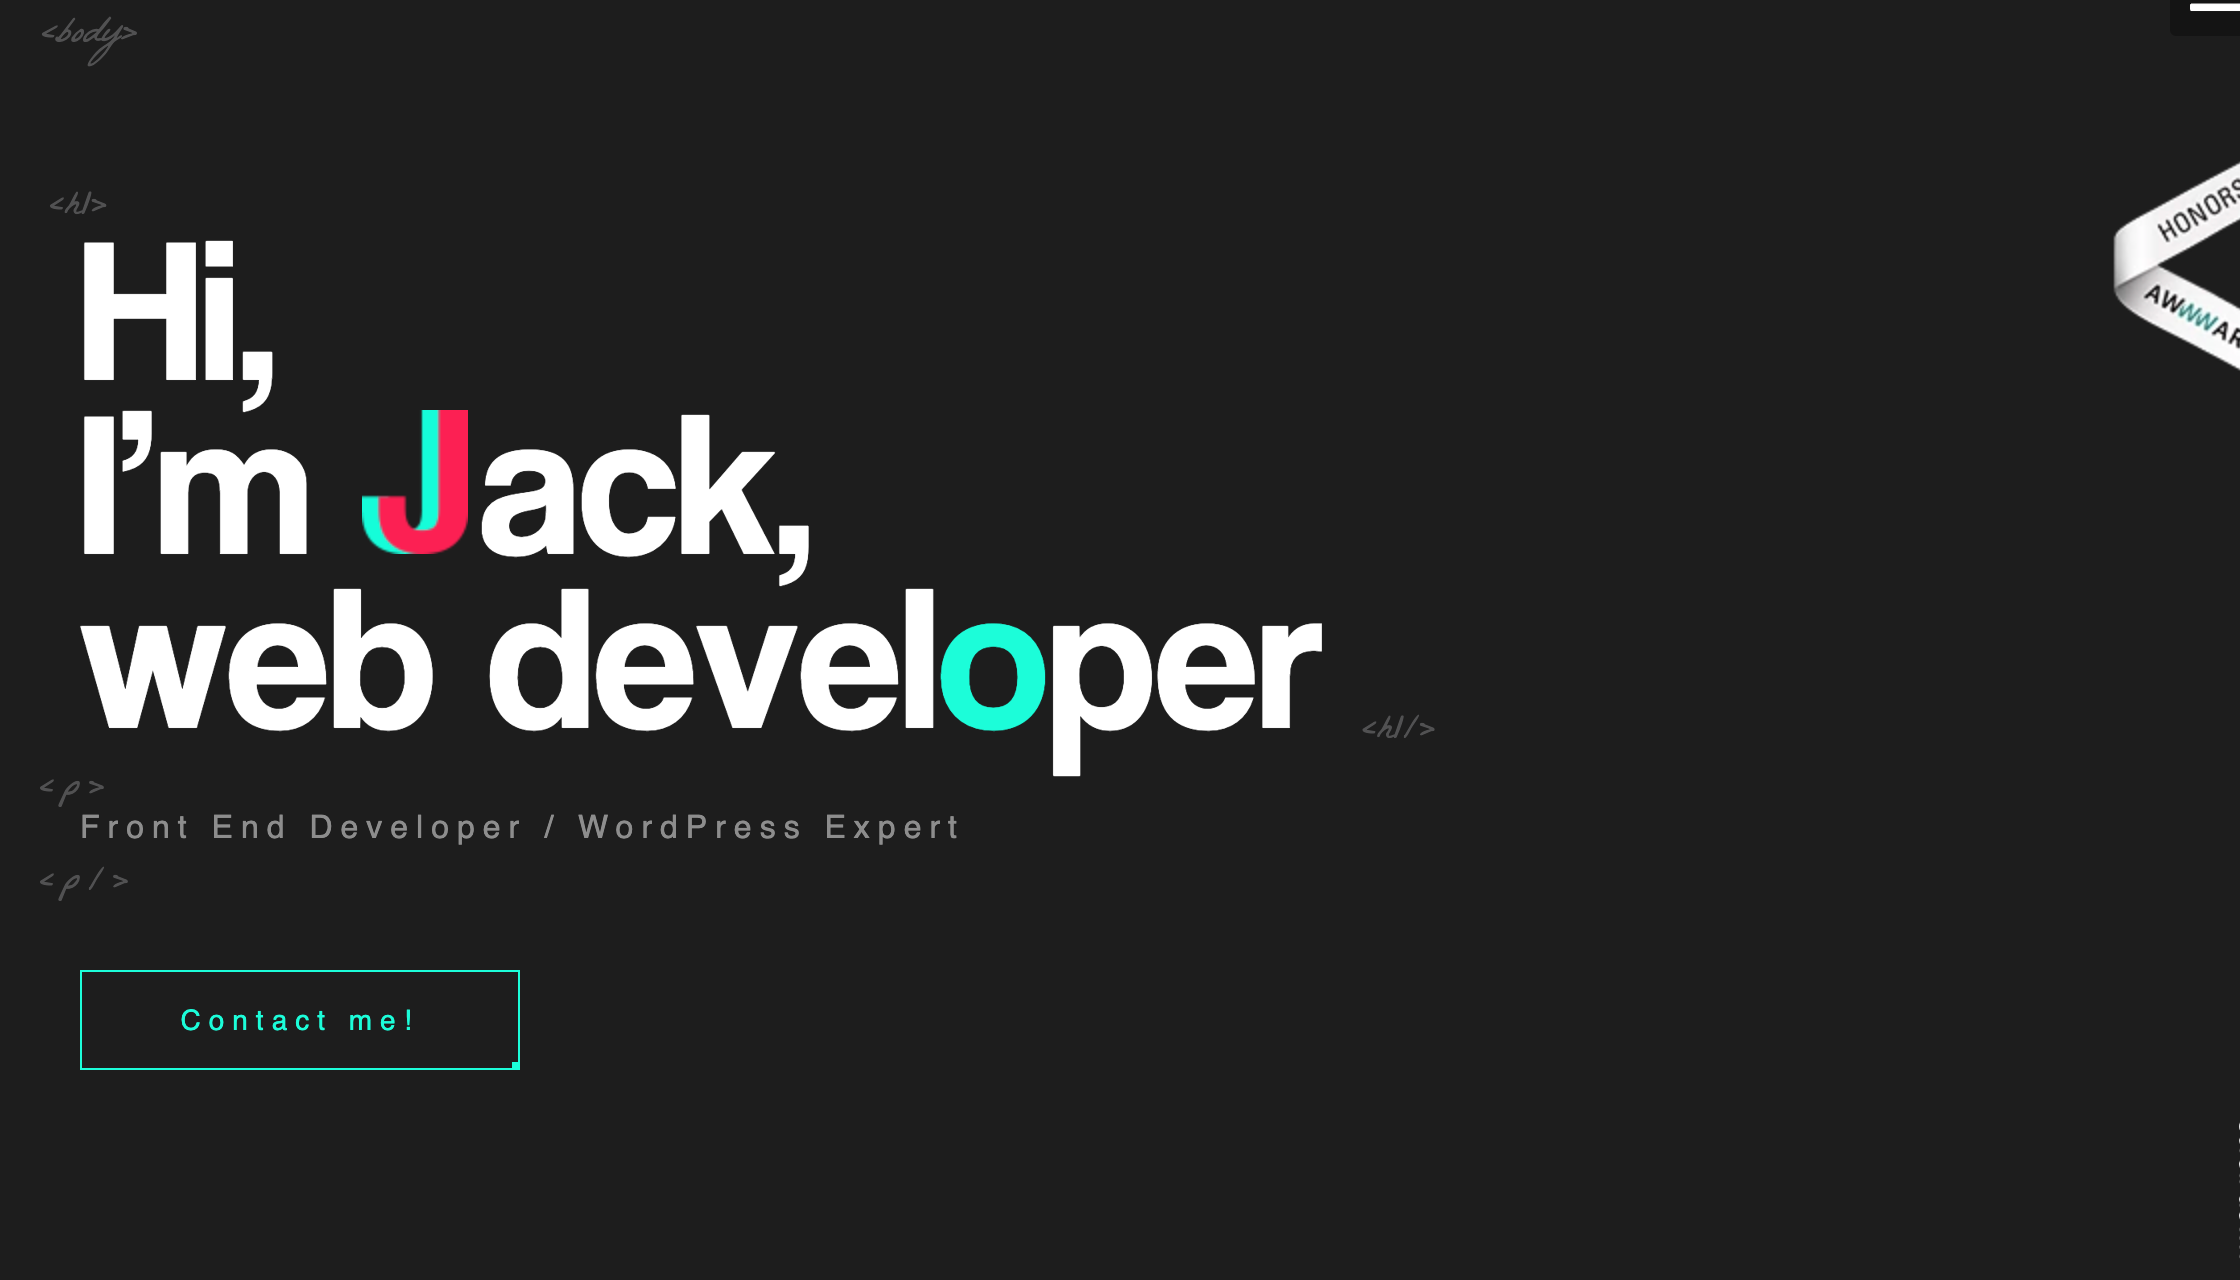 <body>
<h1>
Hi,
I’m Jack,
web developer
<h1/>
<p>
Front End Developer / WordPress Expert
<p/>
Contact me!
HONORS
AWWWAR